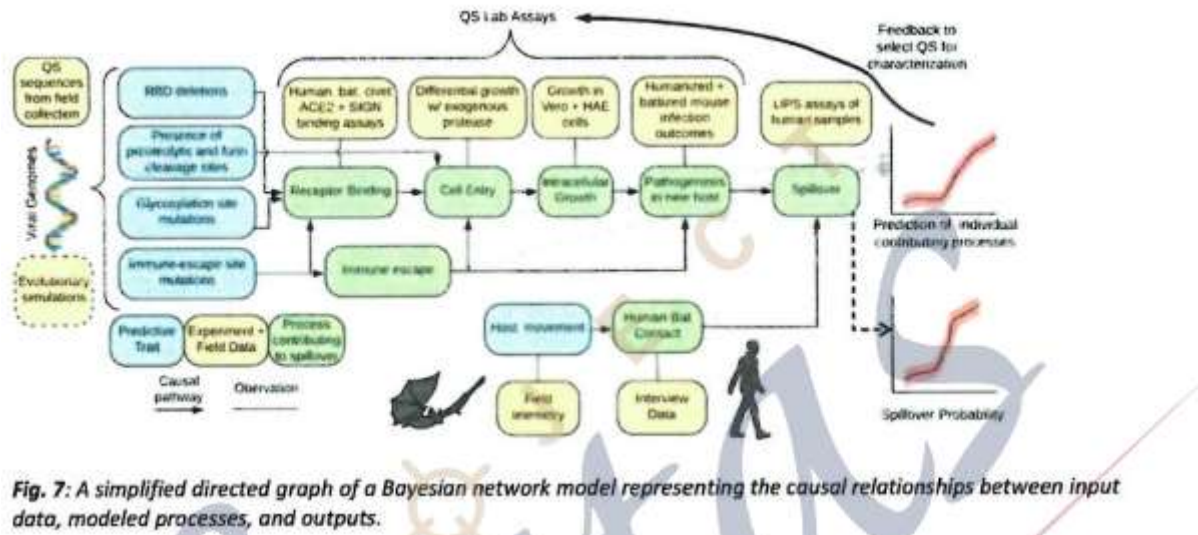 QS Lab Assays
Feedback to
select QS for
characterization
QS
sequences
from field
collection
RBD deletions
Human, bat, civet
ACE2 + SIGN
binding assays
Differential growth
w/ exogenous
protease
Growth in
Vero + HAE
cells
Humanized +
batized mouse
infection
outcomes
LIPS assays of
human samples
Presence of
proteolytic and furin
cleavage sites
Viral Genomes
Receptor Binding
Cell Entry
Intracellular
Growth
Pathogenesis
in new host
Spillover
Glycosylation site
mutations
Prediction of individual
contributing processes
Immune-escape site
mutations
Immune escape
Evolutionary
simulations
Host movement
Human Bat
Contact
Predictive
Trait
Experiment +
Field Data
Process
contributing
to spillover
Causal
pathway
Obervation
Field
telemetry
Interview
Data
Spillover Probability
Fig. 7: A simplified directed graph of a Bayesian network model representing the causal relationships between input
data, modeled processes, and outputs.